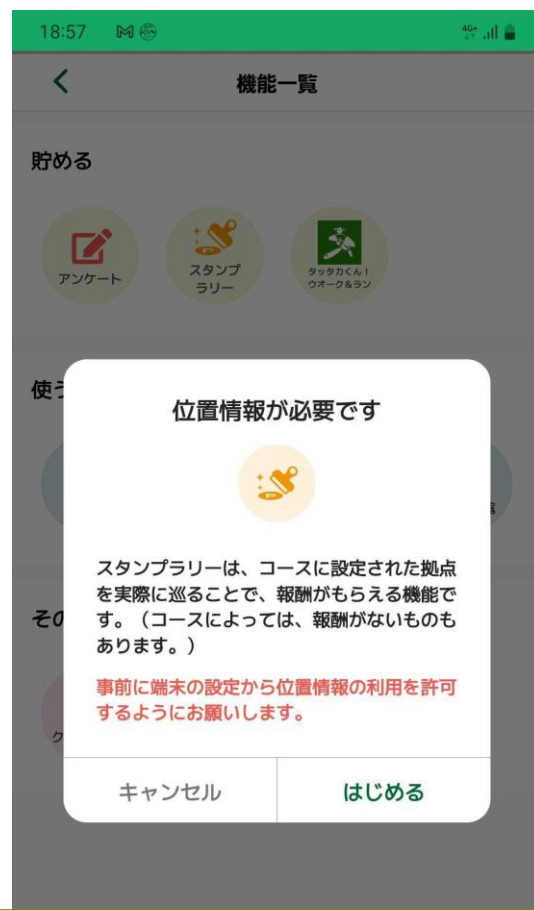 18:57
4G+
機能一覧
貯める
アンケート
スタンプ
ラリー
タッタカくん！
ウオーク&ラン
使う
位置情報が必要です
スタンプラリーは、コースに設定された拠点
を実際に巡ることで、報酬がもらえる機能で
す。（コースによっては、報酬がないものも
あります。）
事前に端末の設定から位置情報の利用を許可
するようにお願いします。
その
ク
キャンセル
はじめる